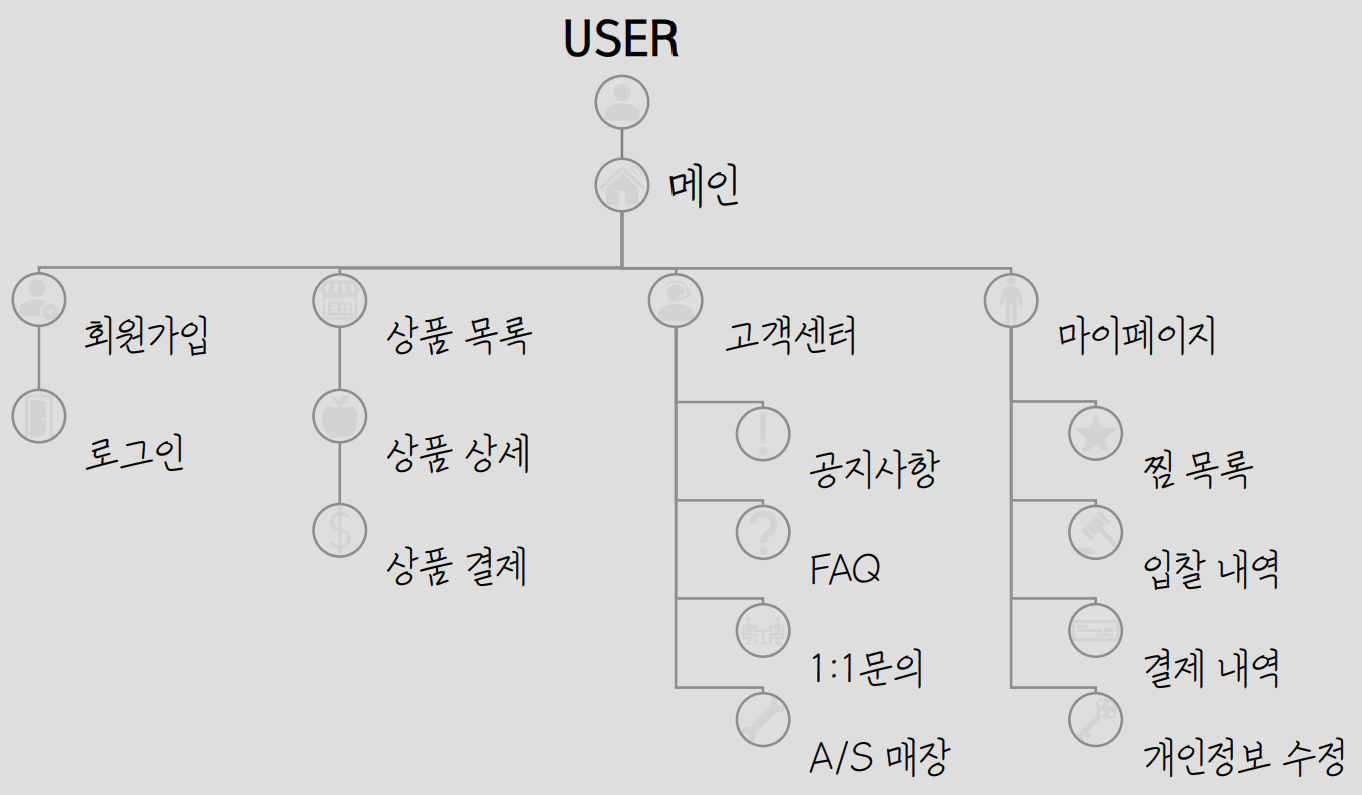 USER
메인
회원가입
로그인
상품 목록
상품 상세
상품 결제
고객센터
공지사항
FAQ
1:1문의
A/S 매장
마이페이지
찜 목록
입찰 내역
결제 내역
개인정보 수정